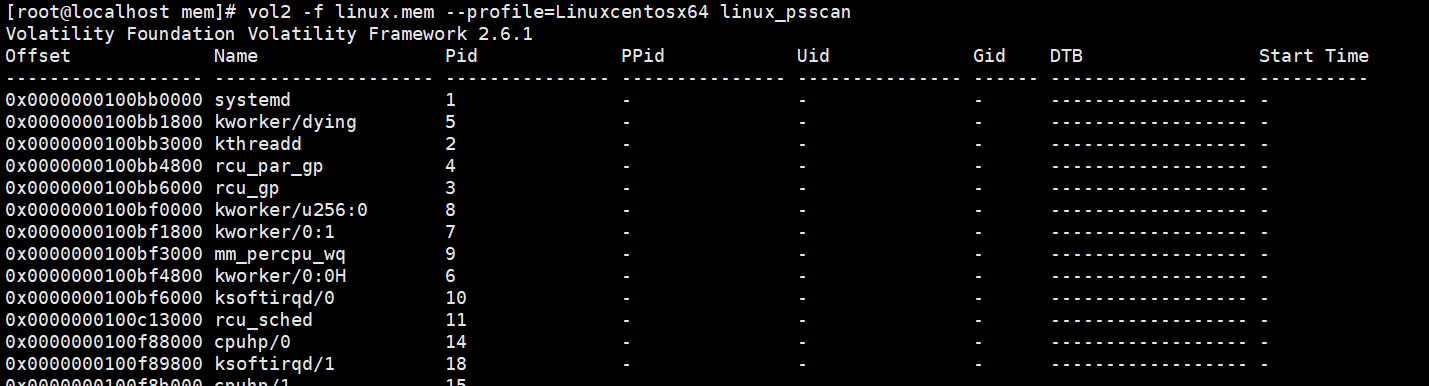 [root@localhost mem]# vol2 -f linux.mem --profile=Linuxcentosx64 linux_psscan
Volatility Foundation Volatility Framework 2.6.1
Offset             Name                 Pid             PPid            Uid             Gid    DTB                Start Time
------------------ -------------------- --------------- --------------- --------------- ------ ------------------ ----------
0x0000000100bb0000 systemd              1               -               -               -      ------------------ -
0x0000000100bb1800 kworker/dying        5               -               -               -      ------------------ -
0x0000000100bb3000 kthreadd             2               -               -               -      ------------------ -
0x0000000100bb4800 rcu_par_gp           4               -               -               -      ------------------ -
0x0000000100bb6000 rcu_gp               3               -               -               -      ------------------ -
0x0000000100bf0000 kworker/u256:0       8               -               -               -      ------------------ -
0x0000000100bf1800 kworker/0:1          7               -               -               -      ------------------ -
0x0000000100bf3000 mm_percpu_wq         9               -               -               -      ------------------ -
0x0000000100bf4800 kworker/0:0H         6               -               -               -      ------------------ -
0x0000000100bf6000 ksoftirqd/0          10              -               -               -      ------------------ -
0x0000000100c13000 rcu_sched            11              -               -               -      ------------------ -
0x0000000100f88000 cpuhp/0              14              -               -               -      ------------------ -
0x0000000100f89800 ksoftirqd/1          18              -               -               -      ------------------ -
0x0000000100f8b000 cpuhp/1              15              -               -               -      ------------------ -